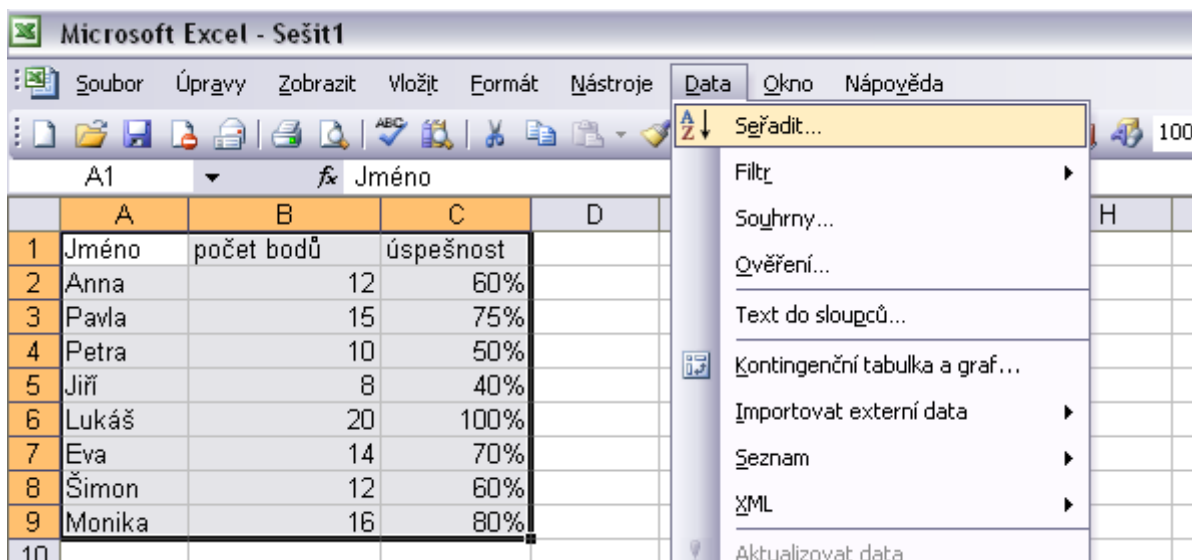 Microsoft Excel - Sešit1
Soubor Úpravy Zobrazit Vložit Formát Nástroje Data Okno Nápověda
ABC 100
A1 fx Jméno
A B C D H
1 Jméno počet bodů úspešnost
2 Anna 12 60%
3 Pavla 15 75%
4 Petra 10 50%
5 Jiří 8 40%
6 Lukáš 20 100%
7 Eva 14 70%
8 Šimon 12 60%
9 Monika 16 80%
10
A Z Seřadit...
Filtr
Souhrny...
Ověření...
Text do sloupců...
Kontingenční tabulka a graf...
Importovat externí data
Seznam
XML
Aktualizovat data